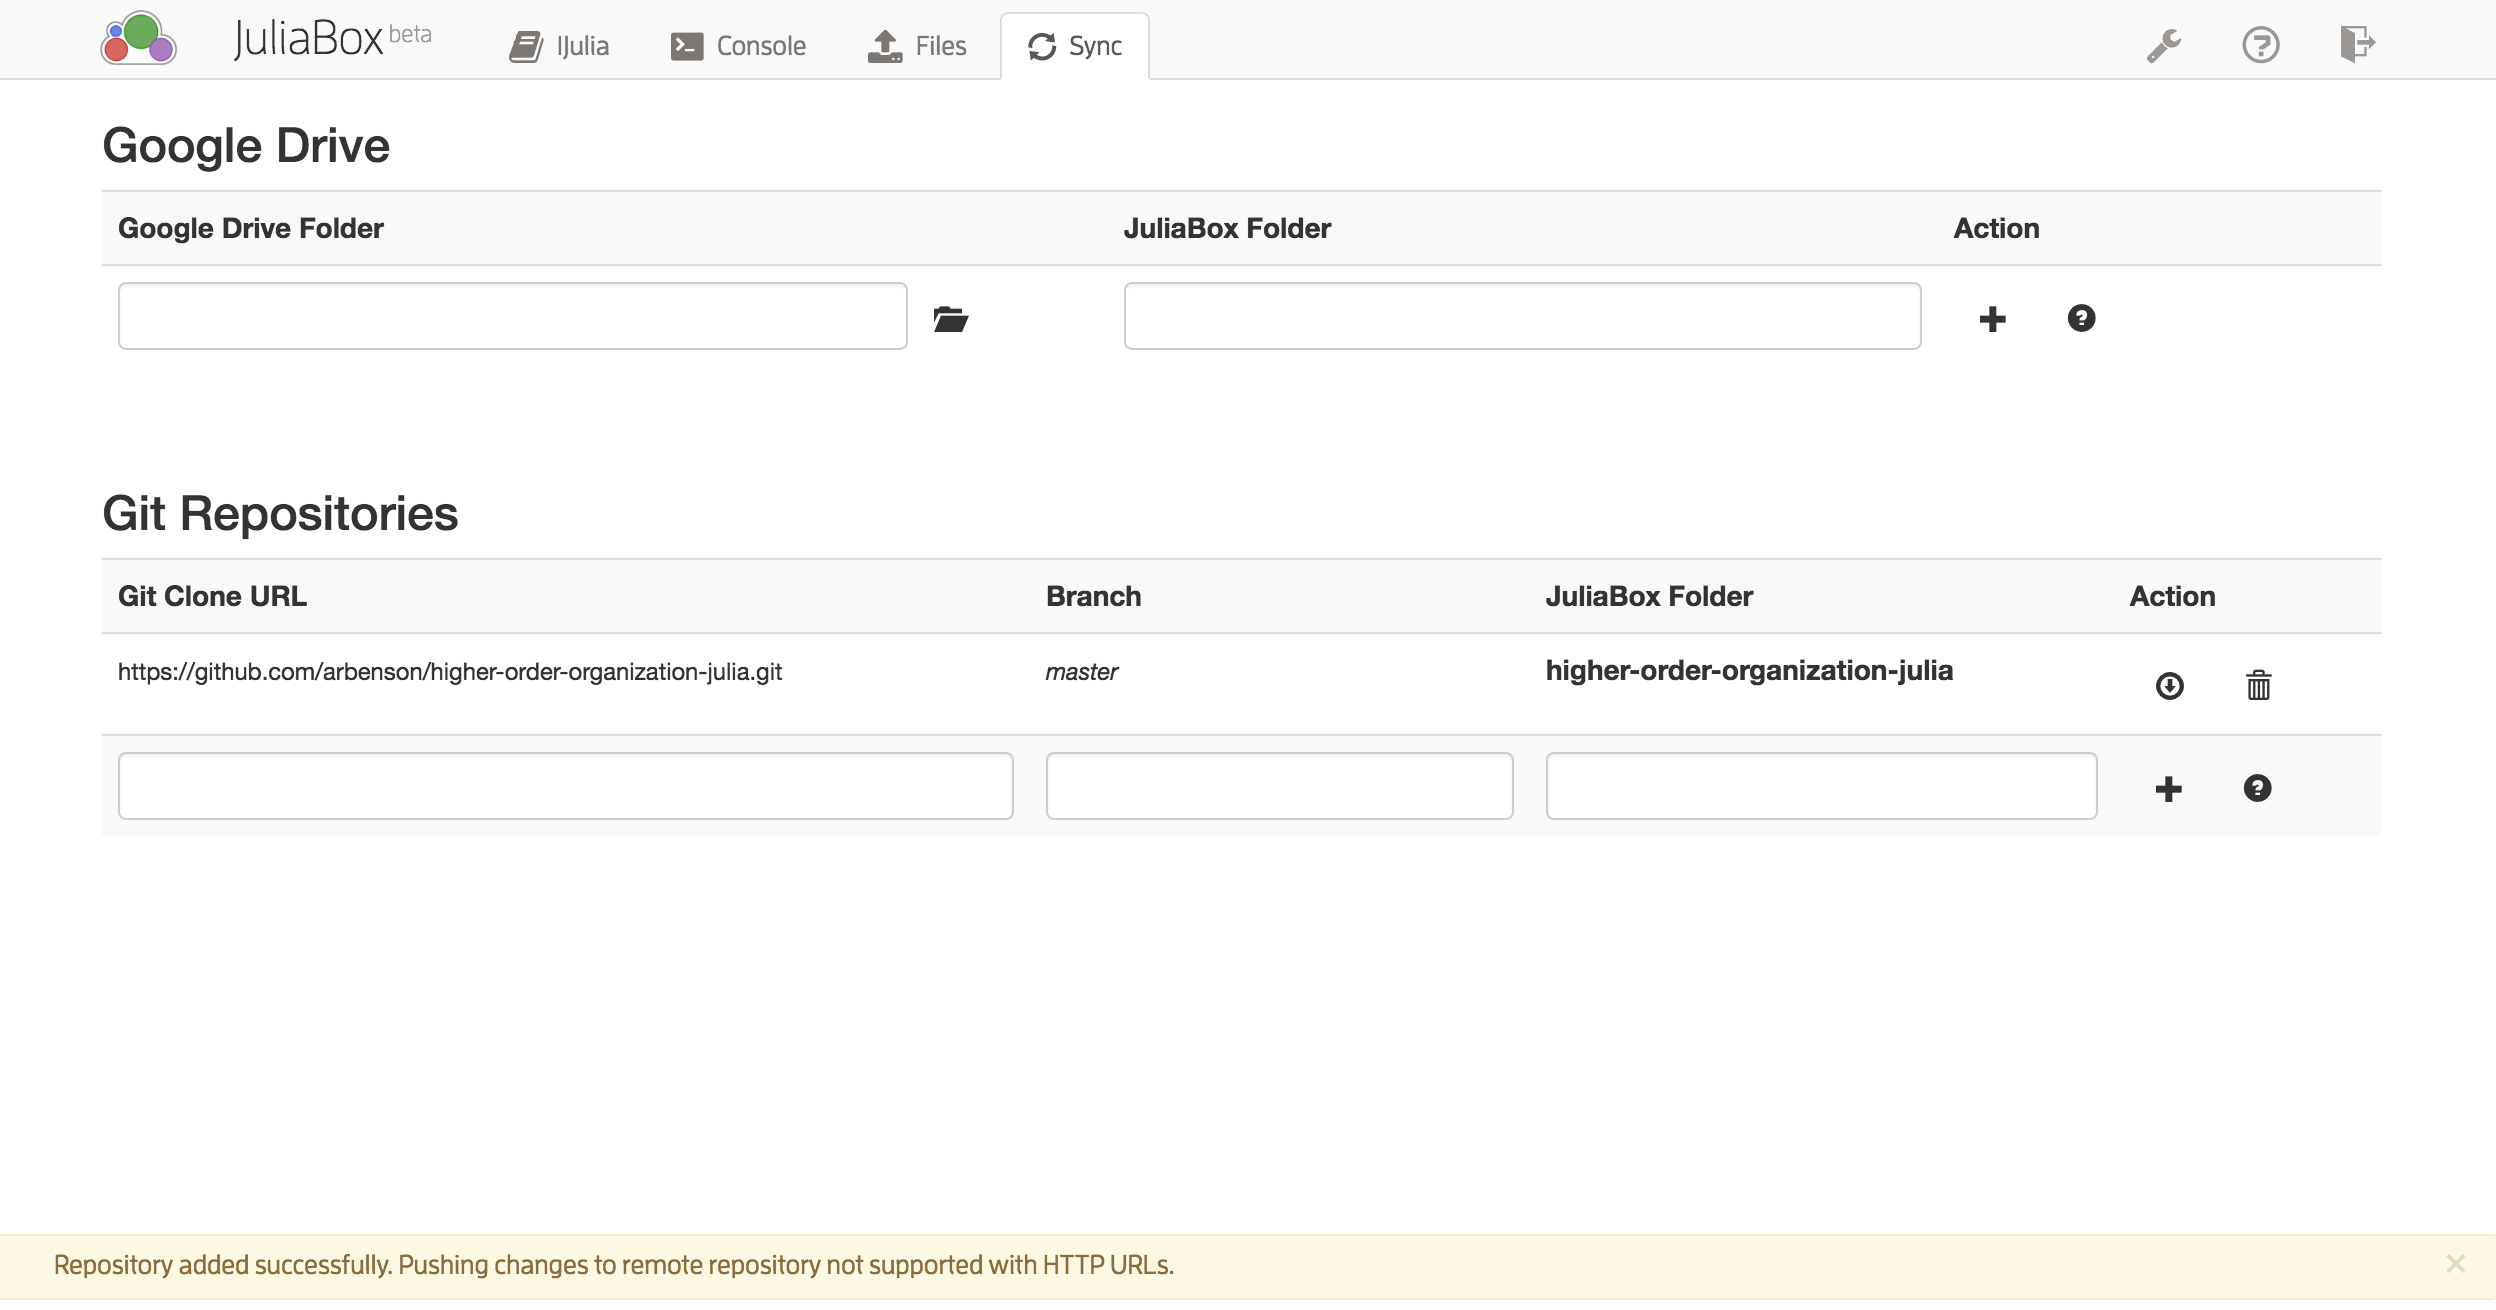 JuliaBox beta IJulia Console Files Sync
Google Drive
Google Drive Folder JuliaBox Folder Action
Git Repositories
Git Clone URL Branch JuliaBox Folder Action
https://github.com/arbenson/higher-order-organization-julia.git master higher-order-organization-julia
Repository added successfully. Pushing changes to remote repository not supported with HTTP URLs.